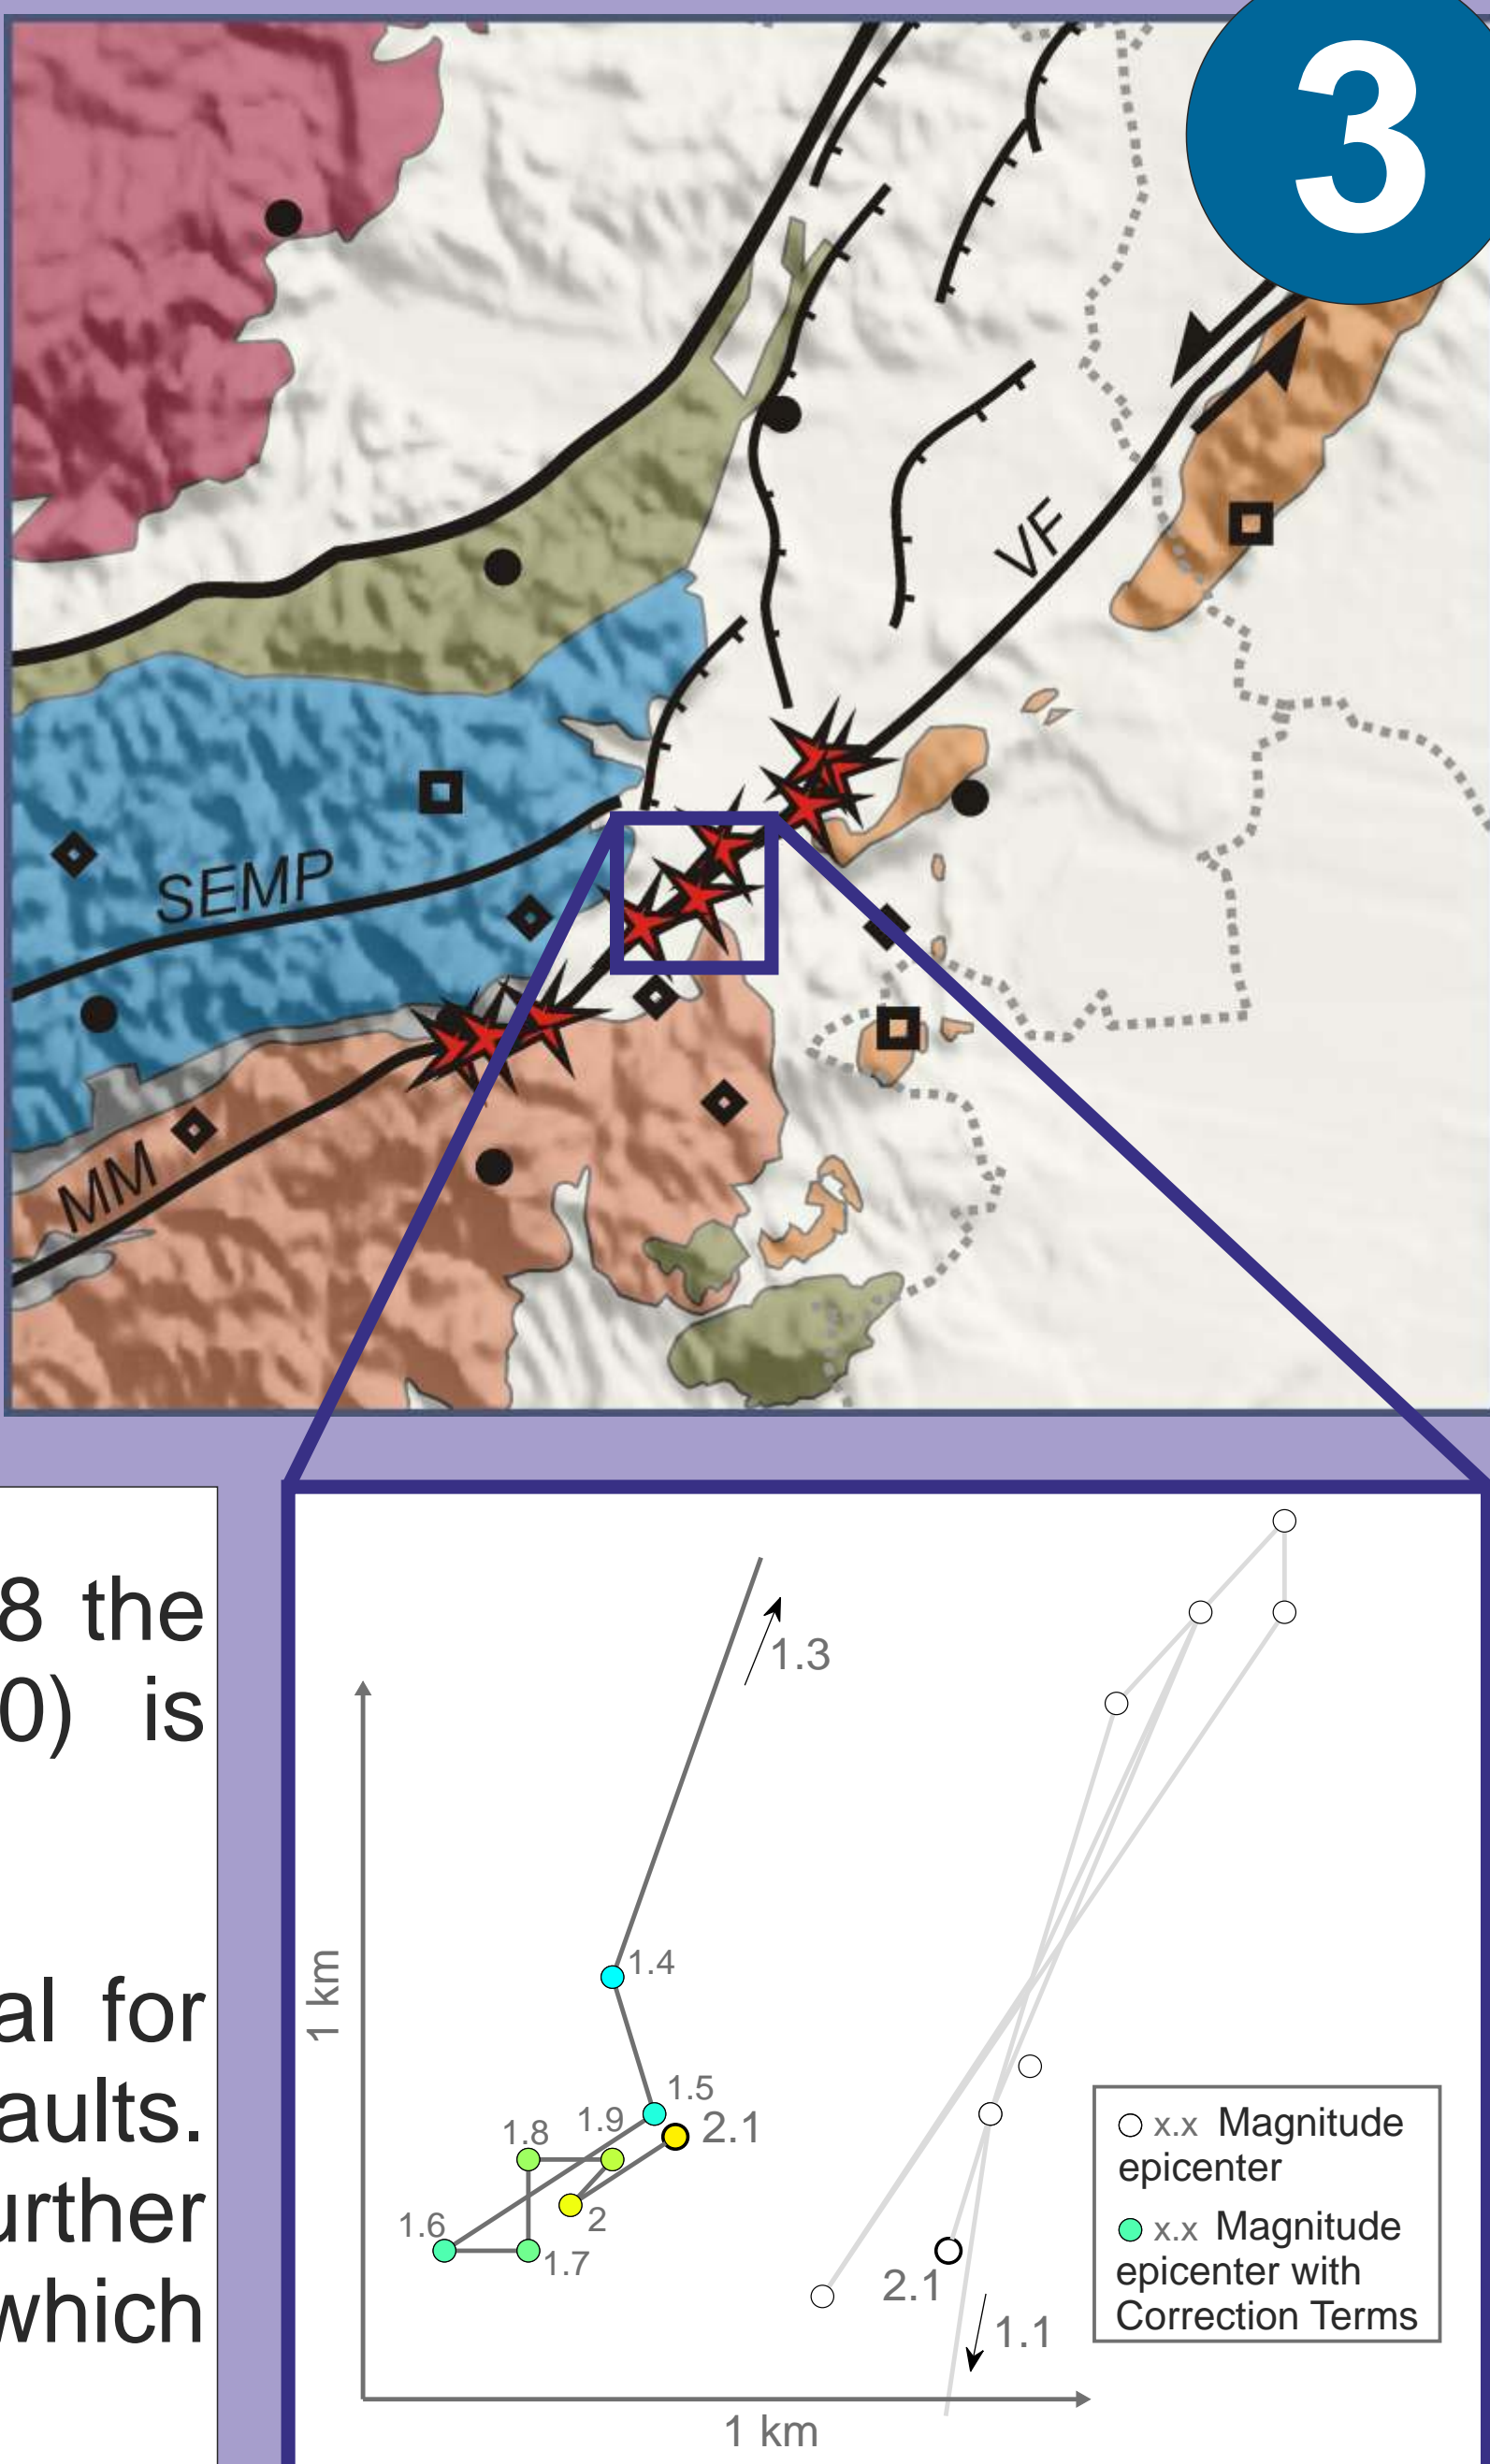 3
VF
SEMP
MM
8 the
0) is
al for
aults.
urther
which
1.3
1 km
1.4
1.5
2.1
1.9
1.8
2
1.6
1.7
2.1
1.1
1 km
x.x Magnitude
epicenter
x.x Magnitude
epicenter with
Correction Terms